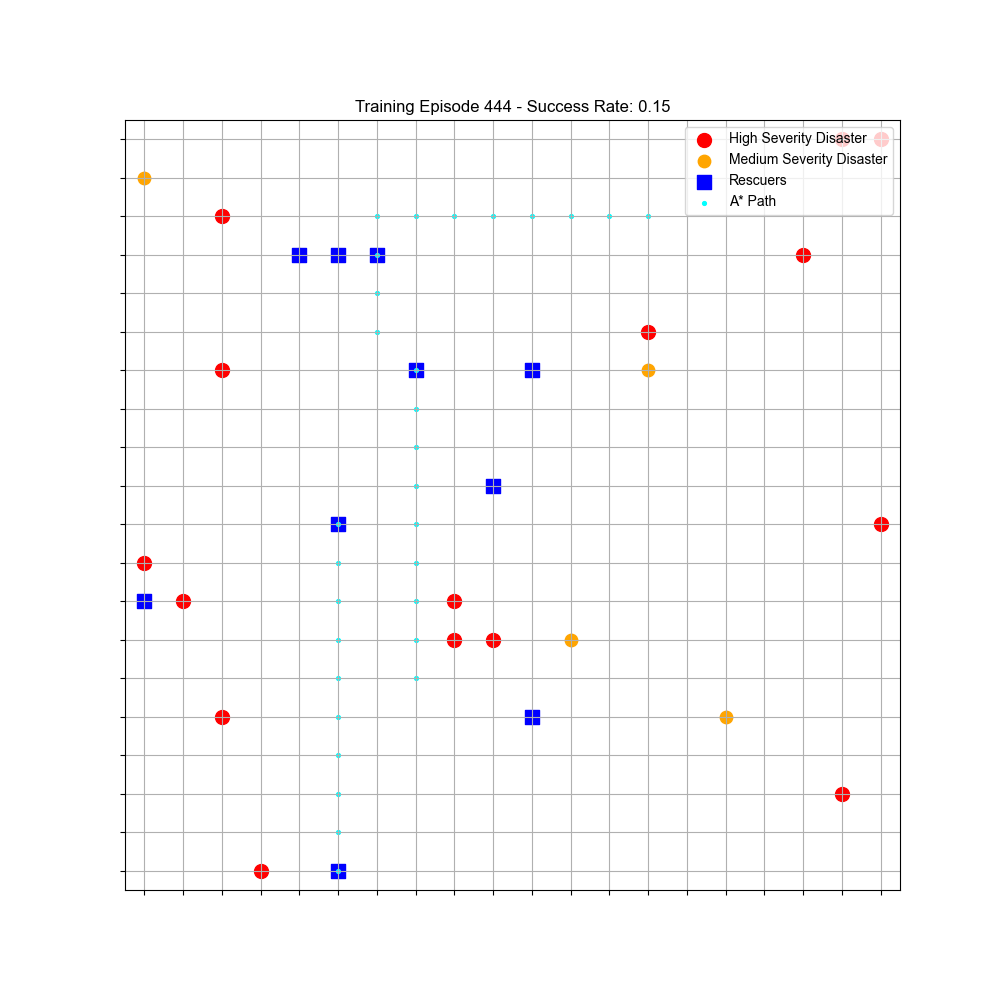 Training Episode 444 - Success Rate: 0.15
High Severity Disaster
Medium Severity Disaster
Rescuers
A* Path